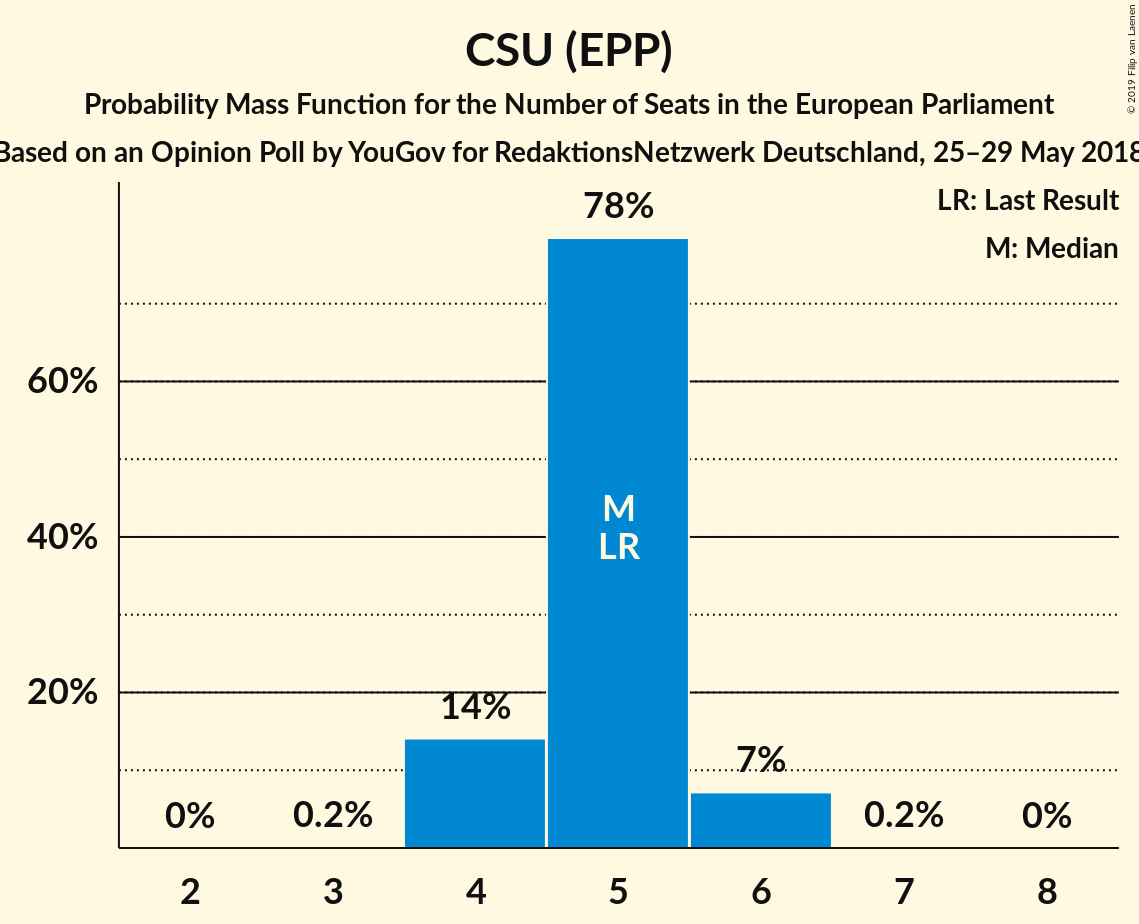 CSU (EPP)
Probability Mass Function for the Number of Seats in the European Parliament
Based on an Opinion Poll by YouGov for RedaktionsNetzwerk Deutschland, 25–29 May 2018
© 2019 Filip van Laenen
LR: Last Result
M: Median
78%
60%
M
40%
LR
20%
14%
7%
0%
0.2%
0.2%
0%
2
3
4
5
6
7
8